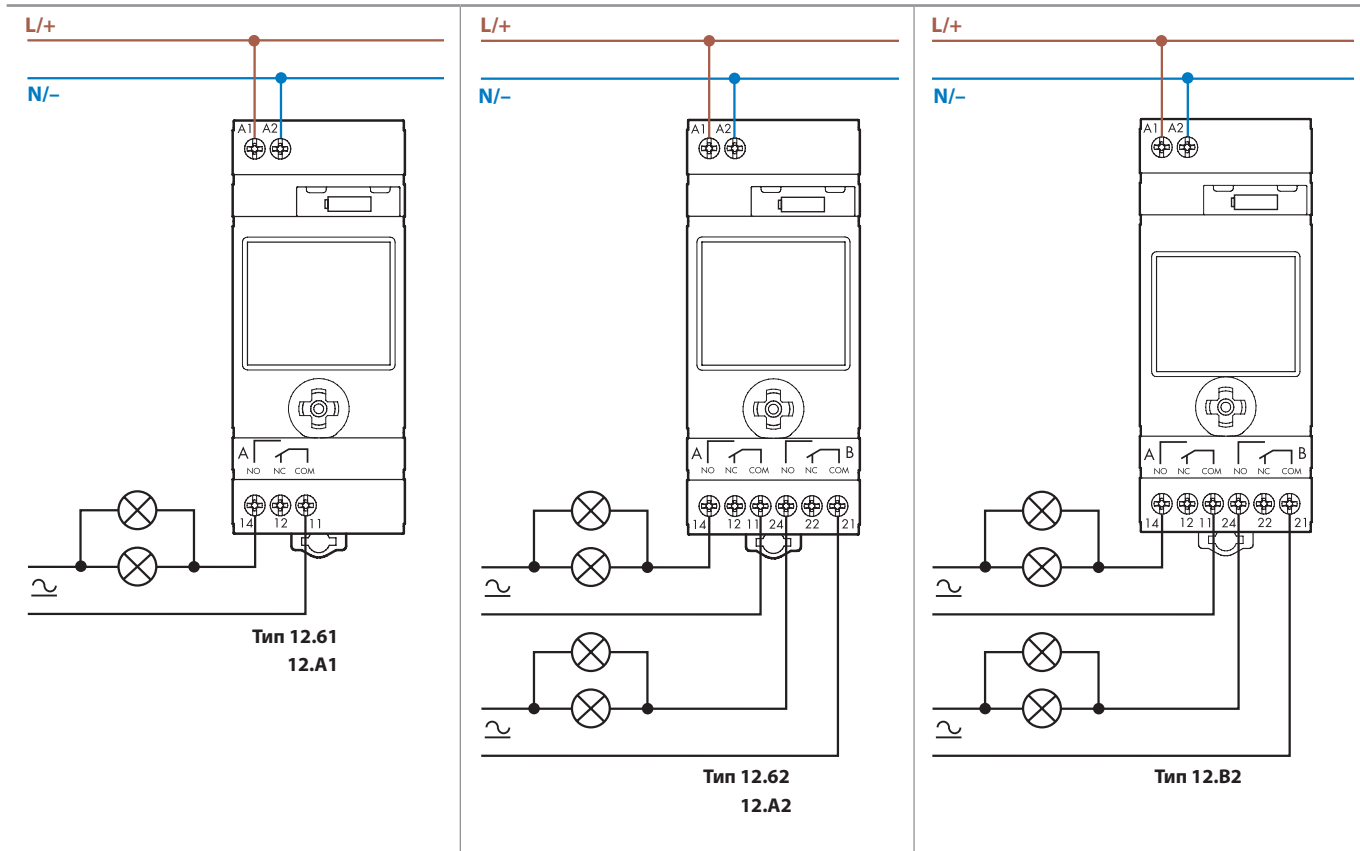 L/+
N/–
A1 A2
A
NO NC COM
14 12 11
Тип 12.61
12.A1
L/+
N/–
A1 A2
A B
NO NC COM NO NC COM
14 12 11 24 22 21
Тип 12.62
12.A2
L/+
N/–
A1 A2
A B
NO NC COM NO NC COM
14 12 11 24 22 21
Тип 12.B2